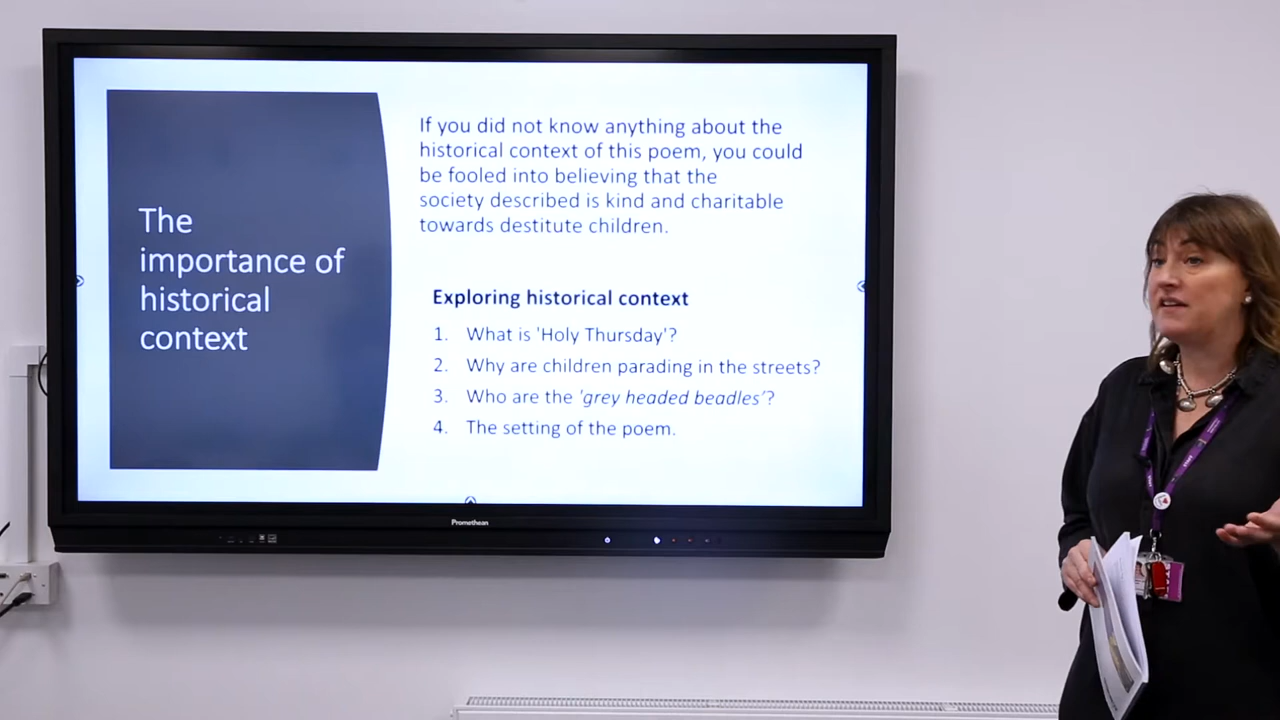 The
importance of
historical
context
If you did not know anything about the
historical context of this poem, you could
be fooled into believing that the
society described is kind and charitable
towards destitute children.
Exploring historical context
1. What is 'Holy Thursday'?
2. Why are children parading in the streets?
3. Who are the 'grey headed beadles'?
4. The setting of the poem.
Promethean